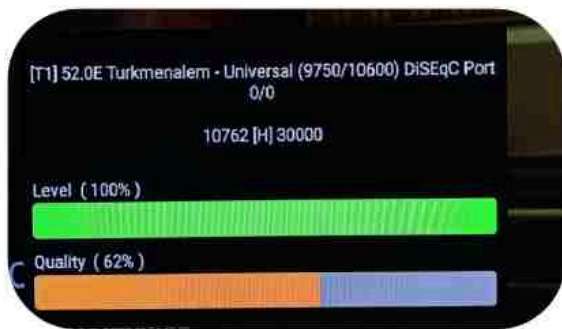 [T1] 52.0E Turkmenalem - Universal (9750/10600) DiSEqC Port
0/0
10762 [H] 30000
Level ( 100% )
Quality ( 62% )